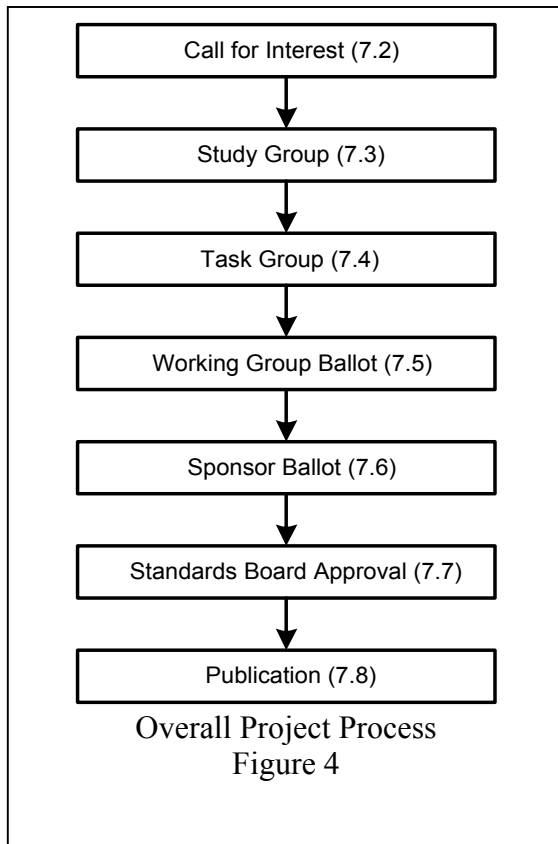 Call for Interest (7.2)
Study Group (7.3)
Task Group (7.4)
Working Group Ballot (7.5)
Sponsor Ballot (7.6)
Standards Board Approval (7.7)
Publication (7.8)
Overall Project Process
Figure 4